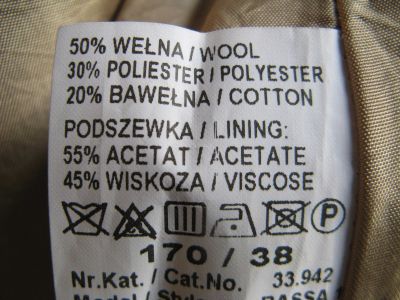 50% WEŁNA / WOOL
30% POLIESTER / POLYESTER
20% BAWEŁNA / COTTON
PODSZEWKA / LINING:
55% ACETAT / ACETATE
45% WISKOZA / VISCOSE
P
170 / 38
Nr.Kat. / Cat.No. 33.942